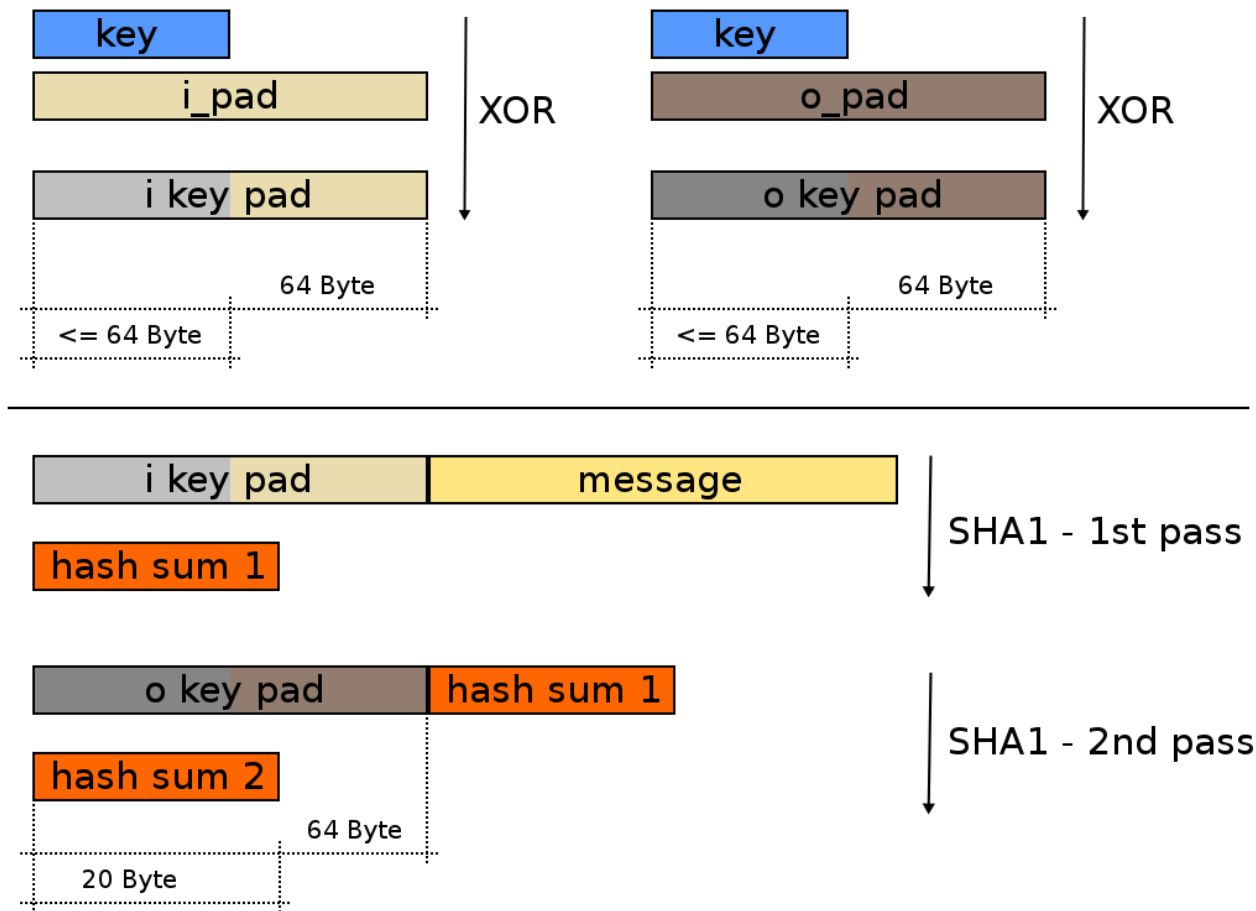 key
i_pad
XOR
i key pad
64 Byte
<= 64 Byte
key
o_pad
XOR
o key pad
64 Byte
<= 64 Byte
i key pad
message
SHA1 - 1st pass
hash sum 1
o key pad
hash sum 1
SHA1 - 2nd pass
hash sum 2
64 Byte
20 Byte